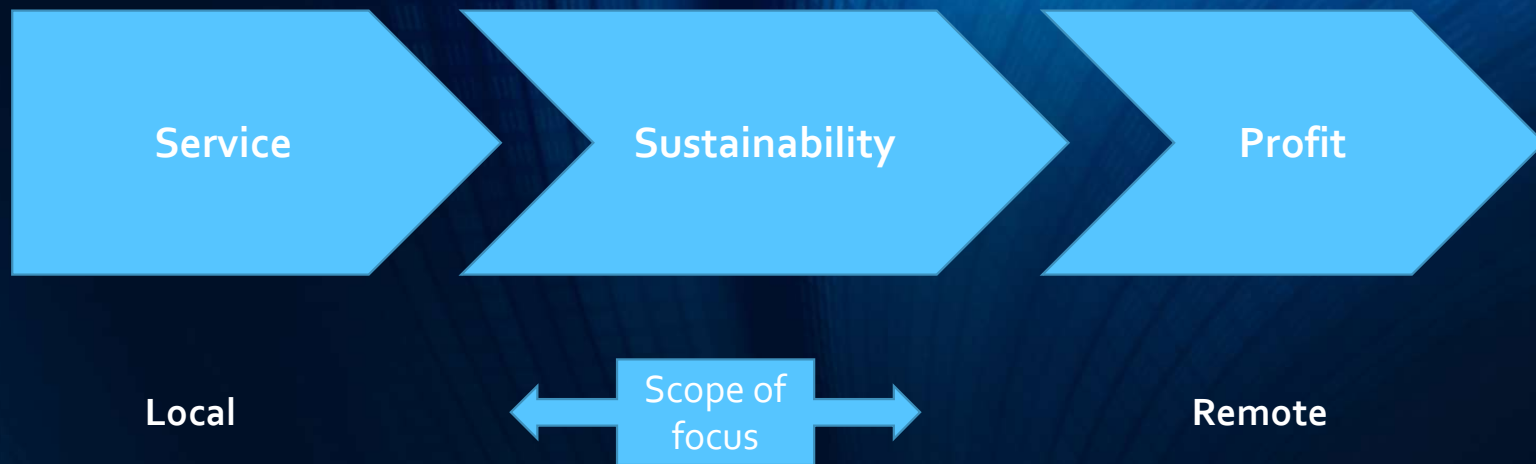 Service
Sustainability
Profit
Local
Scope of
focus
Remote